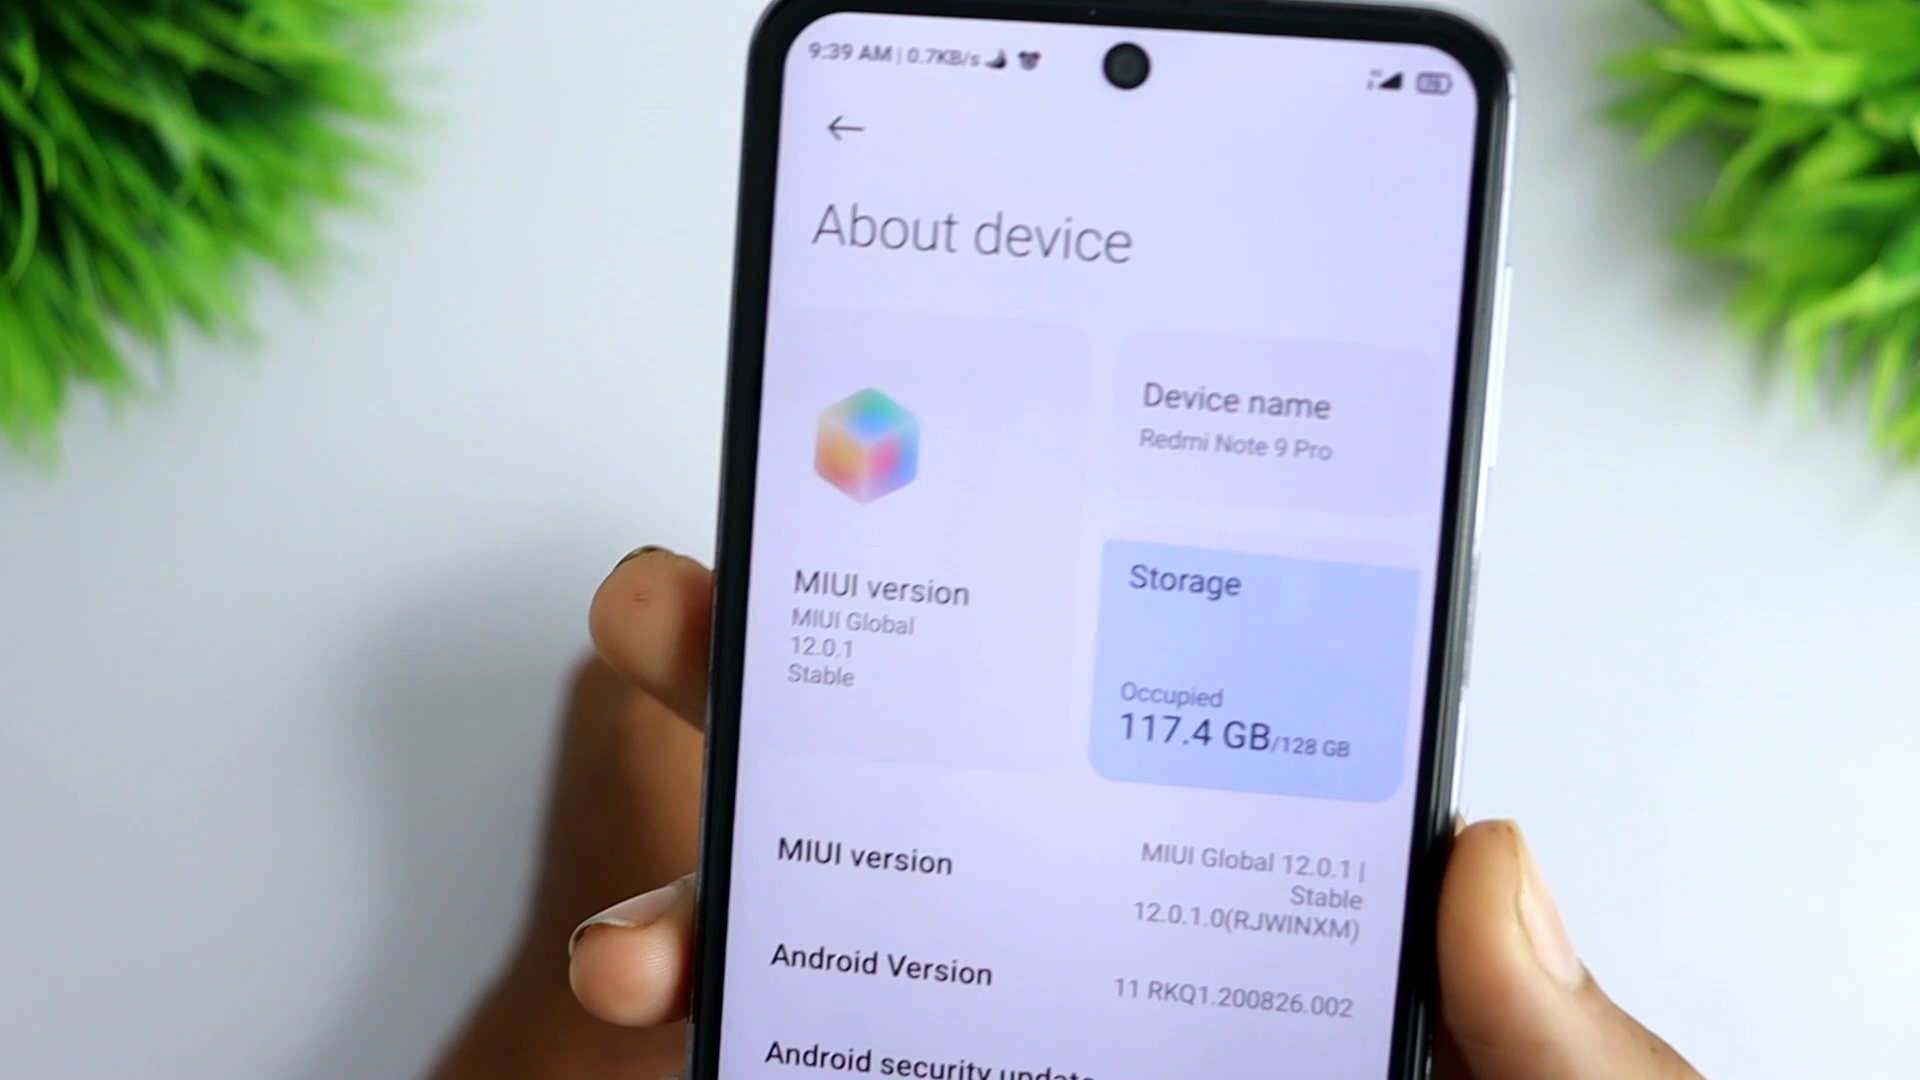 9:39 AM | 0.7KB/s
About device
Device name
Redmi Note 9 Pro
MIUI version
MIUI Global
12.0.1
Stable
Storage
Occupied
117.4 GB/128 GB
MIUI version
MIUI Global 12.0.1 |
Stable
12.0.1.0(RJWINXM)
Android Version
11 RKQ1.200826.002
Android security update